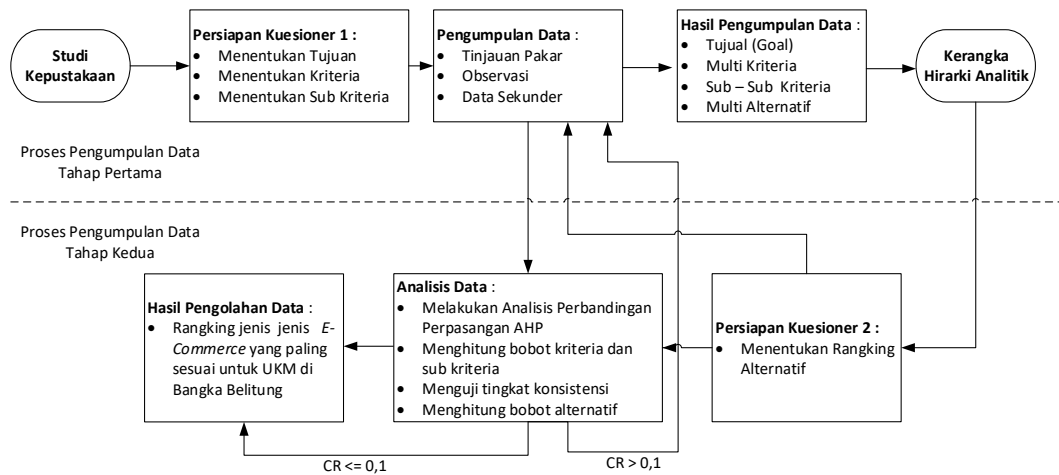 Studi
Kepustakaan
Persiapan Kuesioner 1 :
• Menentukan Tujuan
• Menentukan Kriteria
• Menentukan Sub Kriteria
Pengumpulan Data :
• Tinjauan Pakar
• Observasi
• Data Sekunder
Hasil Pengumpulan Data :
• Tujual (Goal)
• Multi Kriteria
• Sub – Sub Kriteria
• Multi Alternatif
Kerangka
Hirarki Analitik
Proses Pengumpulan Data
Tahap Pertama
Proses Pengumpulan Data
Tahap Kedua
Hasil Pengolahan Data :
• Rangking jenis jenis E-
Commerce yang paling
sesuai untuk UKM di
Bangka Belitung
Analisis Data :
• Melakukan Analisis Perbandingan
Perpasangan AHP
• Menghitung bobot kriteria dan
sub kriteria
• Menguji tingkat konsistensi
• Menghitung bobot alternatif
Persiapan Kuesioner 2 :
• Menentukan Rangking
Alternatif
CR <= 0,1
CR > 0,1